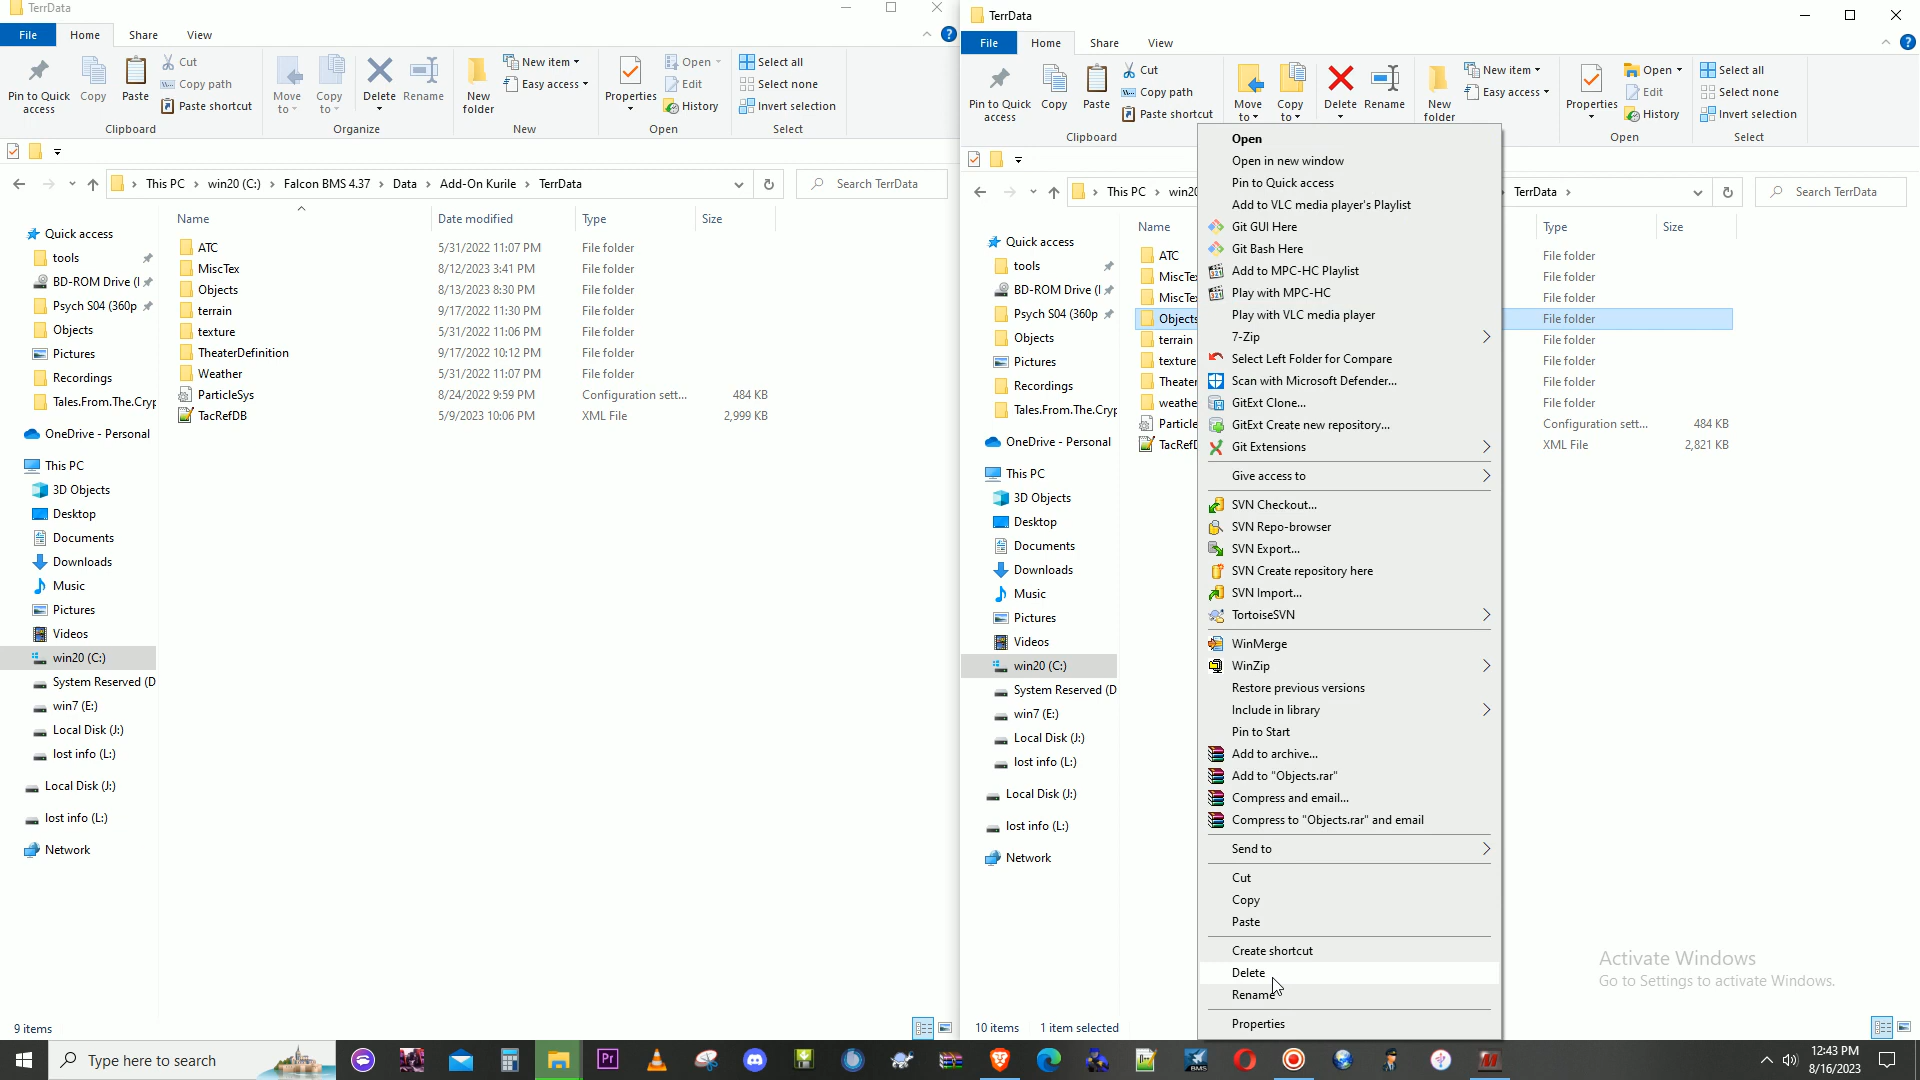 TerrData
File
Home
Share
View
Pin to Quick access
Copy
Paste
Cut
Copy path
Paste shortcut
Clipboard
Move to
Copy to
Delete
Rename
Organize
New folder
New item
Easy access
New
Properties
Open
Edit
History
Open
Select all
Select none
Invert selection
Select
This PC > win20 (C:) > Falcon BMS 4.37 > Data > Add-On Kurile > TerrData
Search TerrData
Name Date modified Type Size
Quick access
tools
BD-ROM Drive (
Psych S04 (360p
Objects
Pictures
Recordings
Tales.From.The.Cryp
OneDrive - Personal
This PC
3D Objects
Desktop
Documents
Downloads
Music
Pictures
Videos
win20 (C:)
System Reserved (D
win7 (E:)
Local Disk (J:)
lost info (L:)
Local Disk (J:)
lost info (L:)
Network
ATC 5/31/2022 11:07 PM File folder
MiscTex 8/12/2023 3:41 PM File folder
Objects 8/13/2023 8:30 PM File folder
terrain 9/17/2022 11:30 PM File folder
texture 5/31/2022 11:06 PM File folder
TheaterDefinition 9/17/2022 10:12 PM File folder
Weather 5/31/2022 11:07 PM File folder
ParticleSys 8/24/2022 9:59 PM Configuration sett... 484 KB
TacRefDB 5/9/2023 10:06 PM XML File 2,999 KB
9 items
TerrData
File
Home
Share
View
Pin to Quick access
Copy
Paste
Cut
Copy path
Paste shortcut
Clipboard
Move to
Copy to
Delete
Rename
New folder
New item
Easy access
Properties
Open
Edit
History
Open
Select all
Select none
Invert selection
Select
This PC > win20
TerrData >
Search TerrData
Name
Type
Size
Quick access
tools
BD-ROM Drive (
Psych S04 (360p
Objects
Pictures
Recordings
Tales.From.The.Cryp
OneDrive - Personal
This PC
3D Objects
Desktop
Documents
Downloads
Music
Pictures
Videos
win20 (C:)
System Reserved (D
win7 (E:)
Local Disk (J:)
lost info (L:)
Local Disk (J:)
lost info (L:)
Network
ATC File folder
MiscTex File folder
MiscTex File folder
Objects File folder
terrain File folder
texture File folder
Theater File folder
weathe File folder
Particle Configuration sett... 484 KB
TacRef XML File 2,821 KB
10 items 1 item selected
Open
Open in new window
Pin to Quick access
Add to VLC media player's Playlist
Git GUI Here
Git Bash Here
Add to MPC-HC Playlist
Play with MPC-HC
Play with VLC media player
7-Zip
Select Left Folder for Compare
Scan with Microsoft Defender...
GitExt Clone...
GitExt Create new repository...
Git Extensions
Give access to
SVN Checkout...
SVN Repo-browser
SVN Export...
SVN Create repository here
SVN Import...
TortoiseSVN
WinMerge
WinZip
Restore previous versions
Include in library
Pin to Start
Add to archive...
Add to "Objects.rar"
Compress and email...
Compress to "Objects.rar" and email
Send to
Cut
Copy
Paste
Create shortcut
Delete
Rename
Properties
Activate Windows
Go to Settings to activate Windows.
Type here to search
Pr
BMS
12:43 PM
8/16/2023